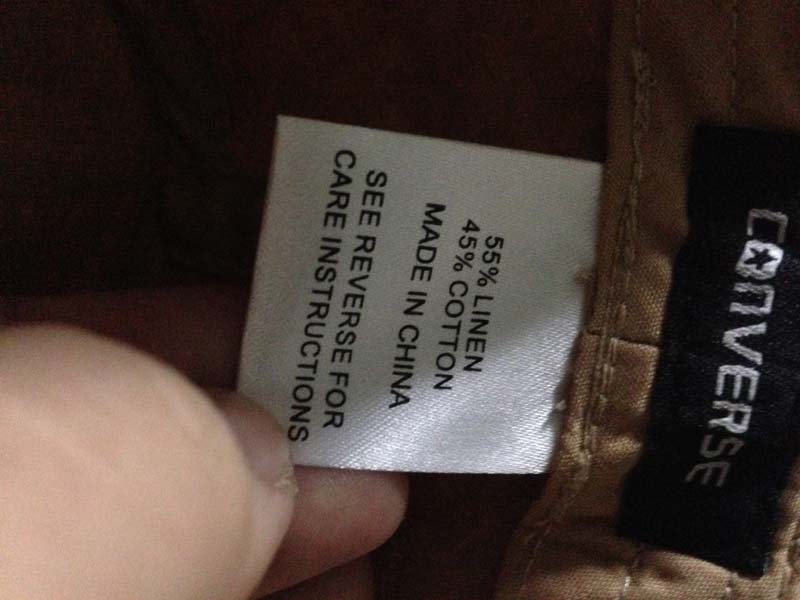 CONVERSE
55% LINEN
45% COTTON
MADE IN CHINA
SEE REVERSE FOR
CARE INSTRUCTIONS